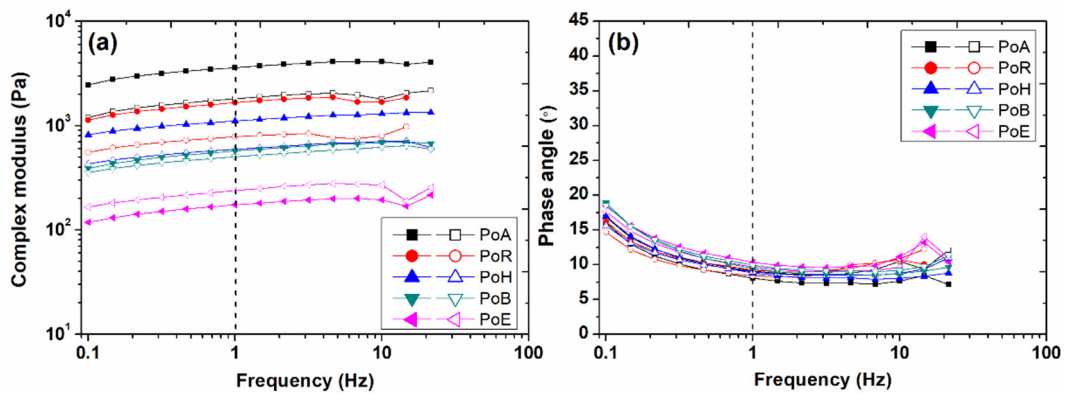 (a)
Complex modulus (Pa)
10⁴
10³
10²
10¹
0.1 1 10 100
Frequency (Hz)
PoA
PoR
PoH
PoB
PoE
(b)
Phase angle (°)
45
40
35
30
25
20
15
10
5
0
0.1 1 10 100
Frequency (Hz)
PoA
PoR
PoH
PoB
PoE